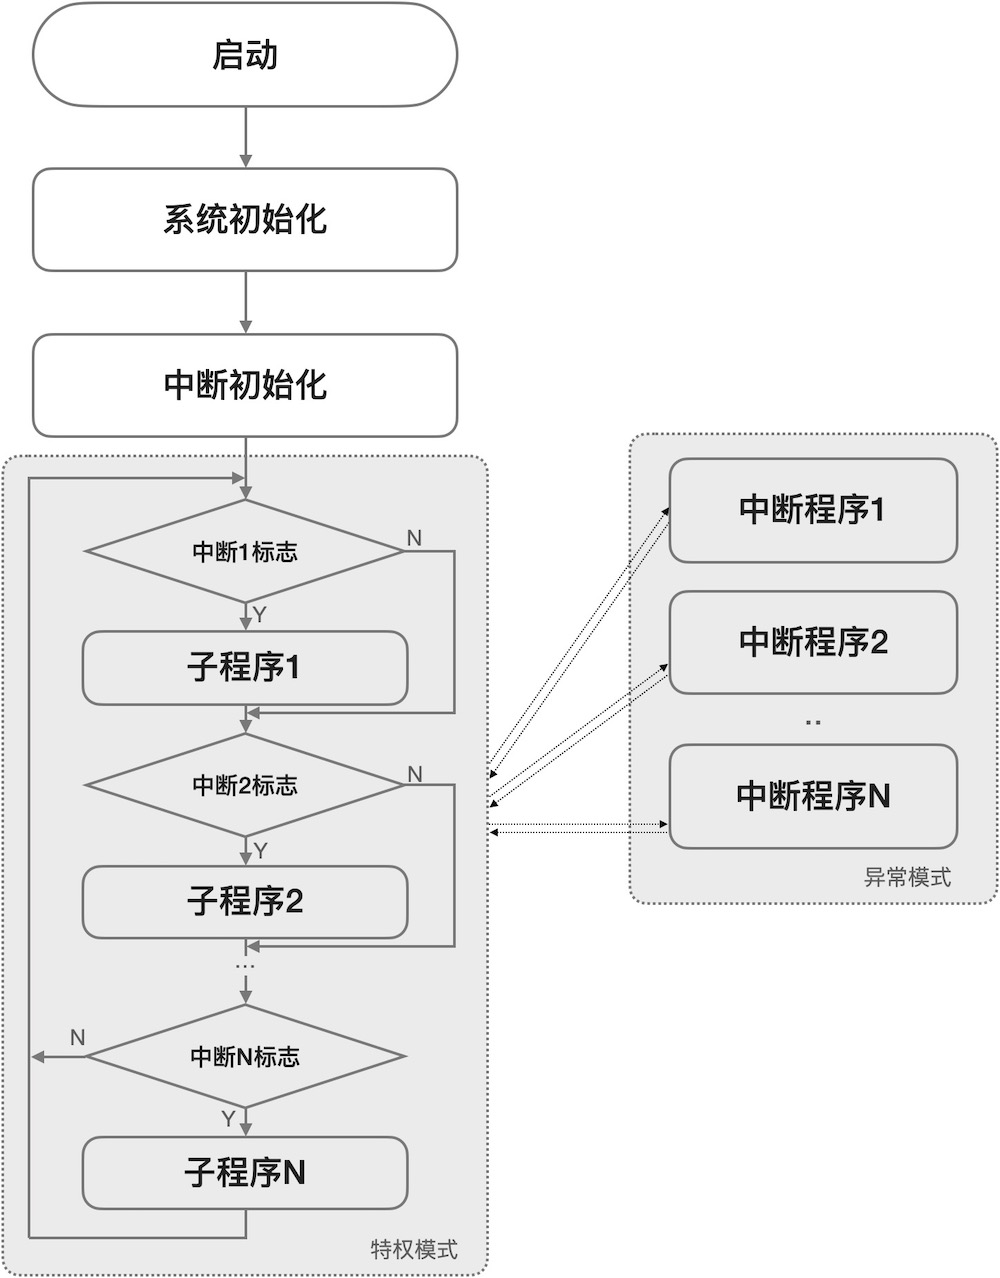 启动
系统初始化
中断初始化
中断1标志
N
Y
子程序1
中断2标志
N
Y
子程序2
...
中断N标志
N
Y
子程序N
特权模式
中断程序1
中断程序2
..
中断程序N
异常模式